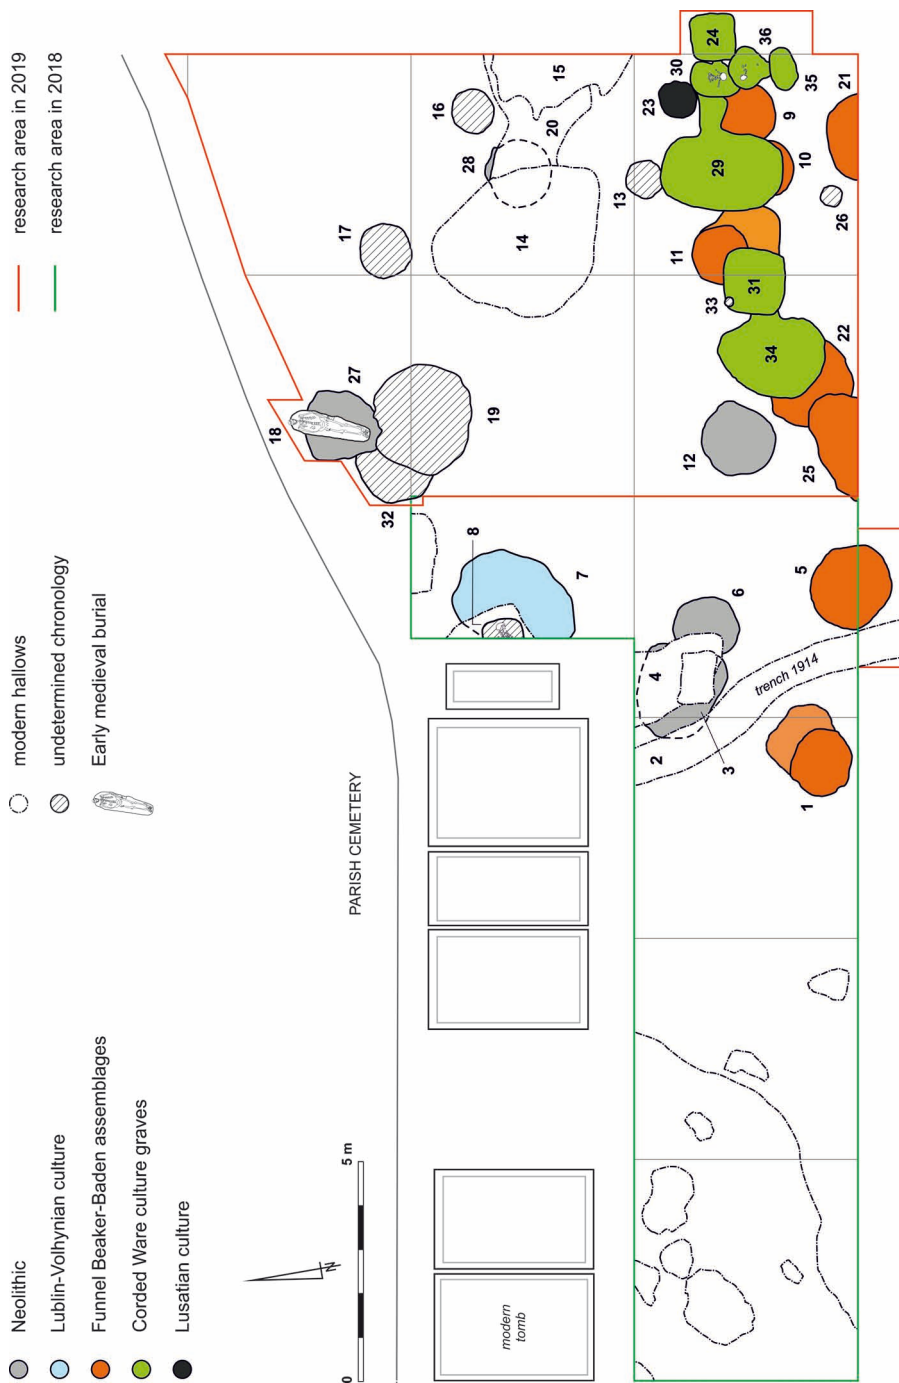 Neolithic
Lublin-Volhynian culture
Funnel Beaker-Baden assemblages
Corded Ware culture graves
Lusatian culture
modern hallows
undetermined chronology
Early medieval burial
research area in 2019
research area in 2018
0
5 m
N
PARISH CEMETERY
modern
tomb
trench 1914
1
2
3
4
5
6
7
8
9
10
11
12
13
14
15
16
17
18
19
20
21
22
23
24
25
26
27
28
29
30
31
32
33
34
35
36